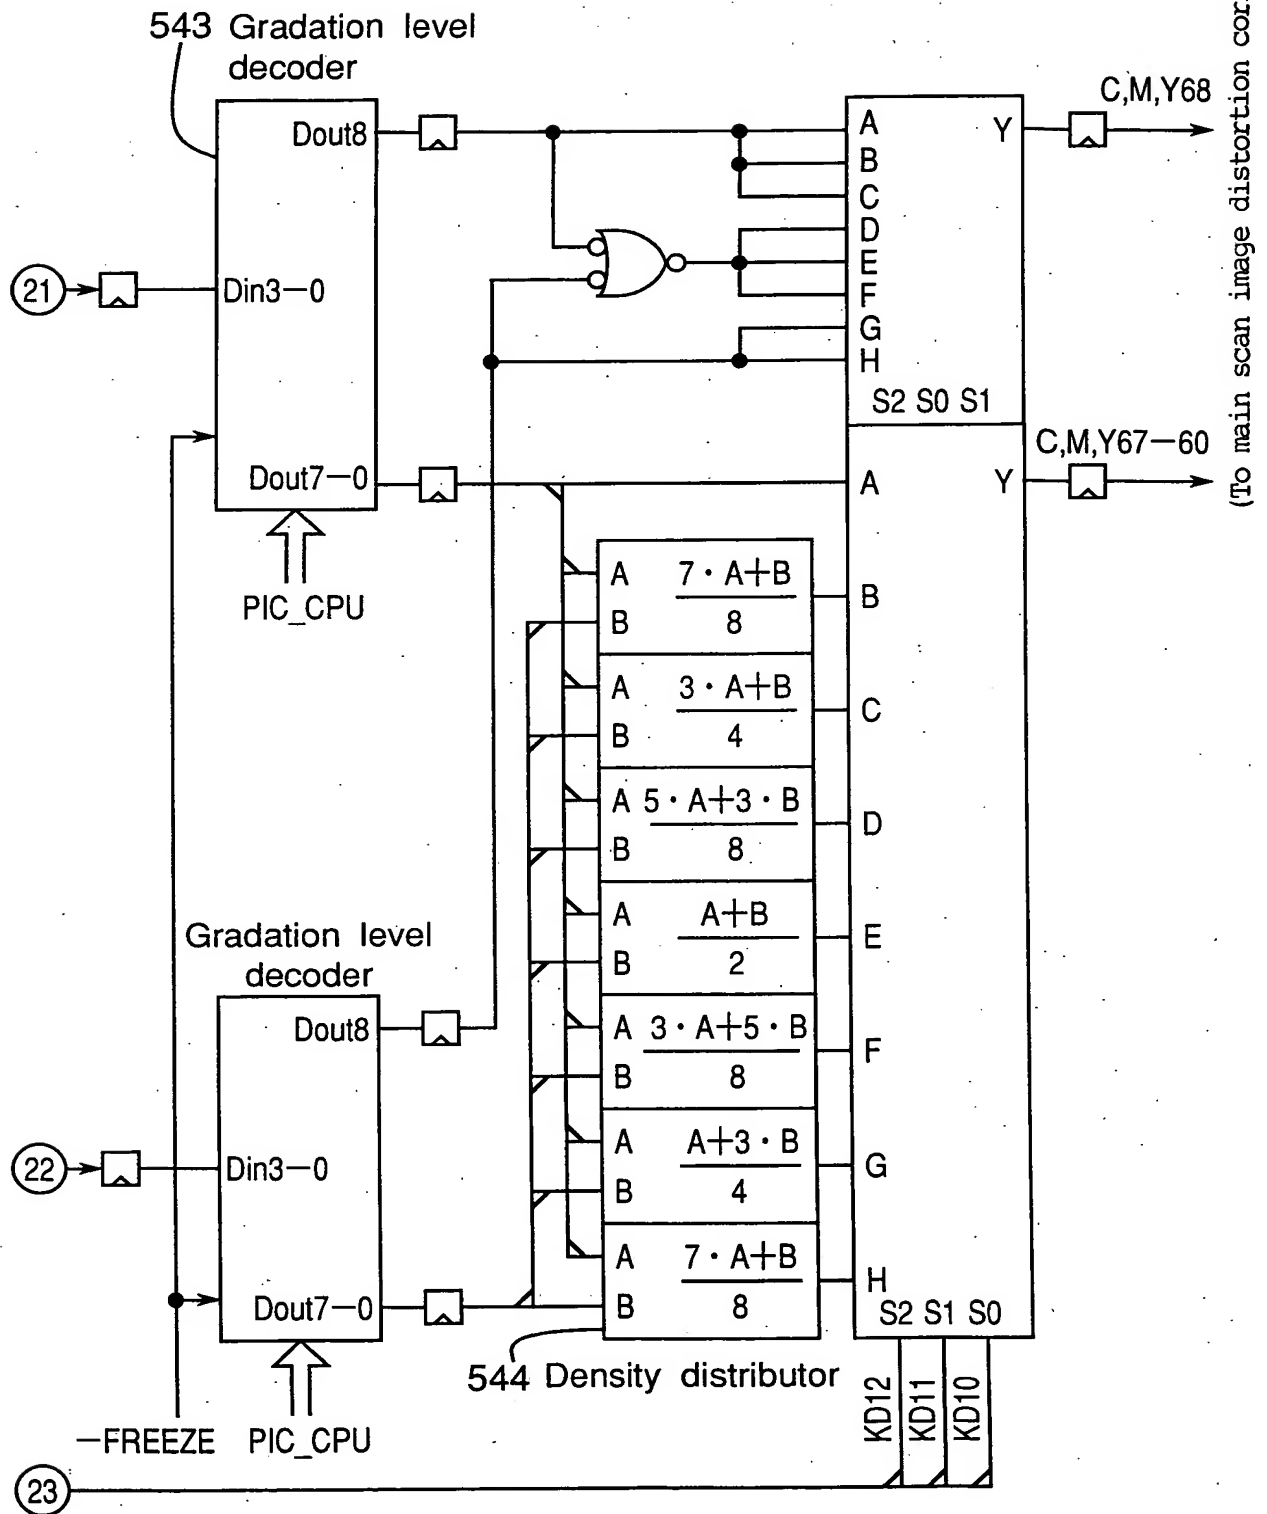 543 Gradation level
decoder
Dout8
21
Din3-0
Dout7-0
PIC_CPU
C,M,Y68
A
Y
B
C
D
E
F
G
H
S2 S0 S1
(To main scan image distortion cor
C,M,Y67-60
A
Y
A 7·A+B
B 8
B
A 3·A+B
B 4
C
A 5·A+3·B
B 8
D
A A+B
B 2
E
A 3·A+5·B
B 8
F
A A+3·B
B 4
G
A 7·A+B
B 8
H
S2 S1 S0
Gradation level
decoder
Dout8
22
Din3-0
Dout7-0
544 Density distributor
KD12
KD11
KD10
-FREEZE
PIC_CPU
23